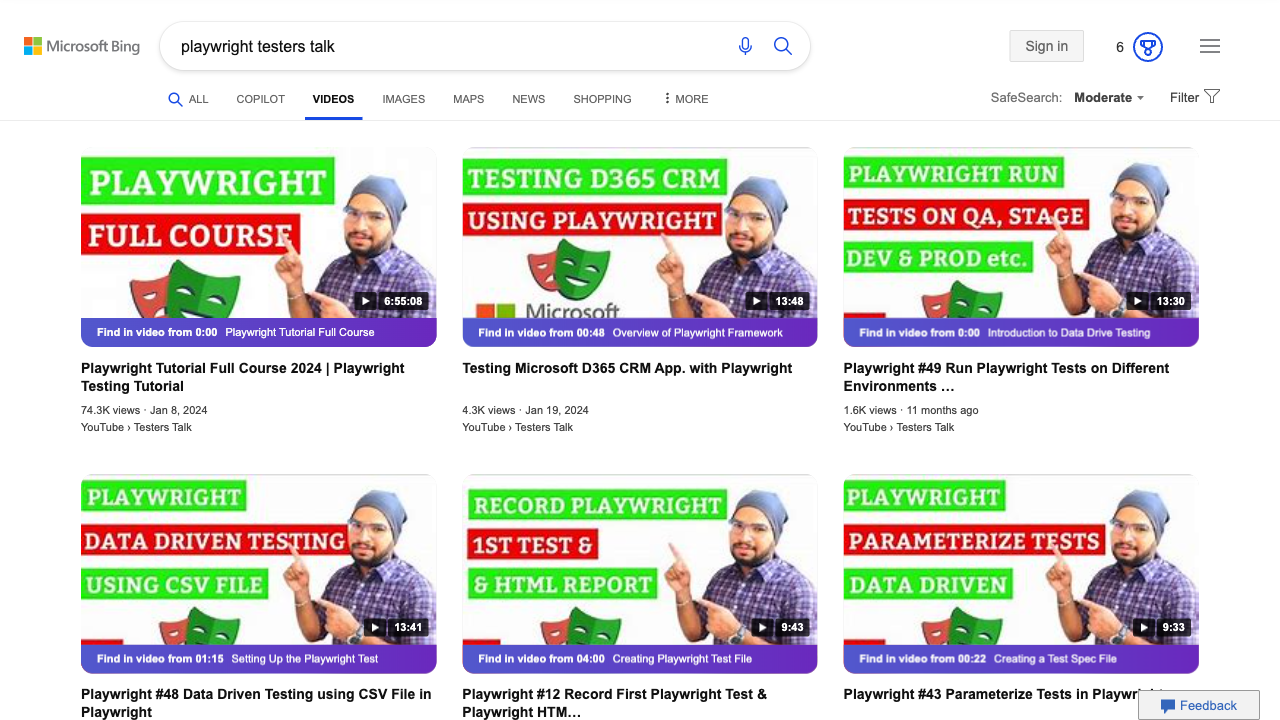 Microsoft Bing
playwright testers talk
Sign in
6
ALL
COPILOT
VIDEOS
IMAGES
MAPS
NEWS
SHOPPING
MORE
SafeSearch: Moderate
Filter
PLAYWRIGHT
FULL COURSE
6:55:08
Find in video from 0:00 Playwright Tutorial Full Course
Playwright Tutorial Full Course 2024 | Playwright
Testing Tutorial
74.3K views · Jan 8, 2024
YouTube › Testers Talk
TESTING D365 CRM
USING PLAYWRIGHT
Microsoft
13:48
Find in video from 00:48 Overview of Playwright Framework
Testing Microsoft D365 CRM App. with Playwright
4.3K views · Jan 19, 2024
YouTube › Testers Talk
PLAYWRIGHT RUN
TESTS ON QA, STAGE
DEV & PROD etc.
13:30
Find in video from 0:00 Introduction to Data Drive Testing
Playwright #49 Run Playwright Tests on Different
Environments …
1.6K views · 11 months ago
YouTube › Testers Talk
PLAYWRIGHT
DATA DRIVEN TESTING
USING CSV FILE
13:41
Find in video from 01:15 Setting Up the Playwright Test
Playwright #48 Data Driven Testing using CSV File in
Playwright
RECORD PLAYWRIGHT
1ST TEST &
& HTML REPORT
9:43
Find in video from 04:00 Creating Playwright Test File
Playwright #12 Record First Playwright Test &
Playwright HTM…
PLAYWRIGHT
PARAMETERIZE TESTS
DATA DRIVEN
9:33
Find in video from 00:22 Creating a Test Spec File
Playwright #43 Parameterize Tests in Playwright
Feedback